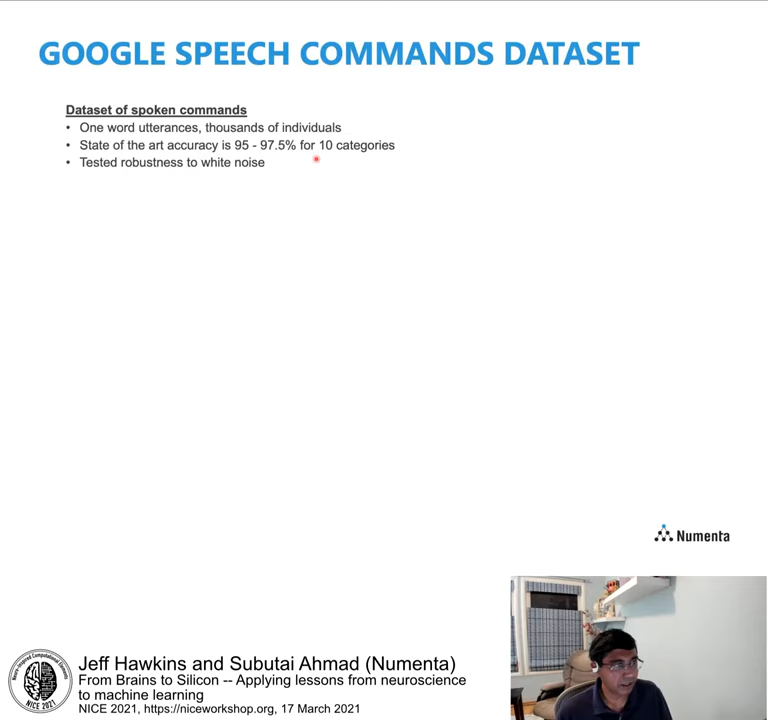 GOOGLE SPEECH COMMANDS DATASET
Dataset of spoken commands
• One word utterances, thousands of individuals
• State of the art accuracy is 95 - 97.5% for 10 categories
• Tested robustness to white noise
Numenta
NICE 2021
Jeff Hawkins and Subutai Ahmad (Numenta)
From Brains to Silicon -- Applying lessons from neuroscience
to machine learning
NICE 2021, https://niceworkshop.org, 17 March 2021